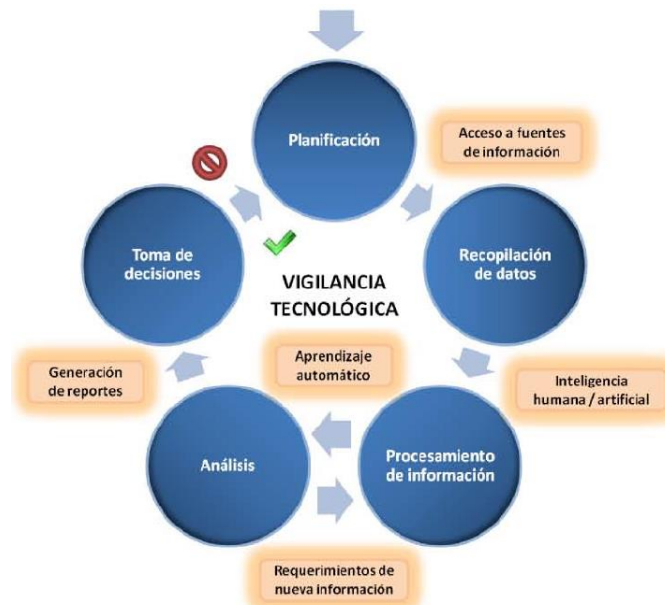 Planificación
Acceso a fuentes
de información
Toma de
decisiones
Recopilación
de datos
VIGILANCIA
TECNOLÓGICA
Generación
de reportes
Aprendizaje
automático
Inteligencia
humana / artificial
Análisis
Procesamiento
de información
Requerimientos de
nueva información